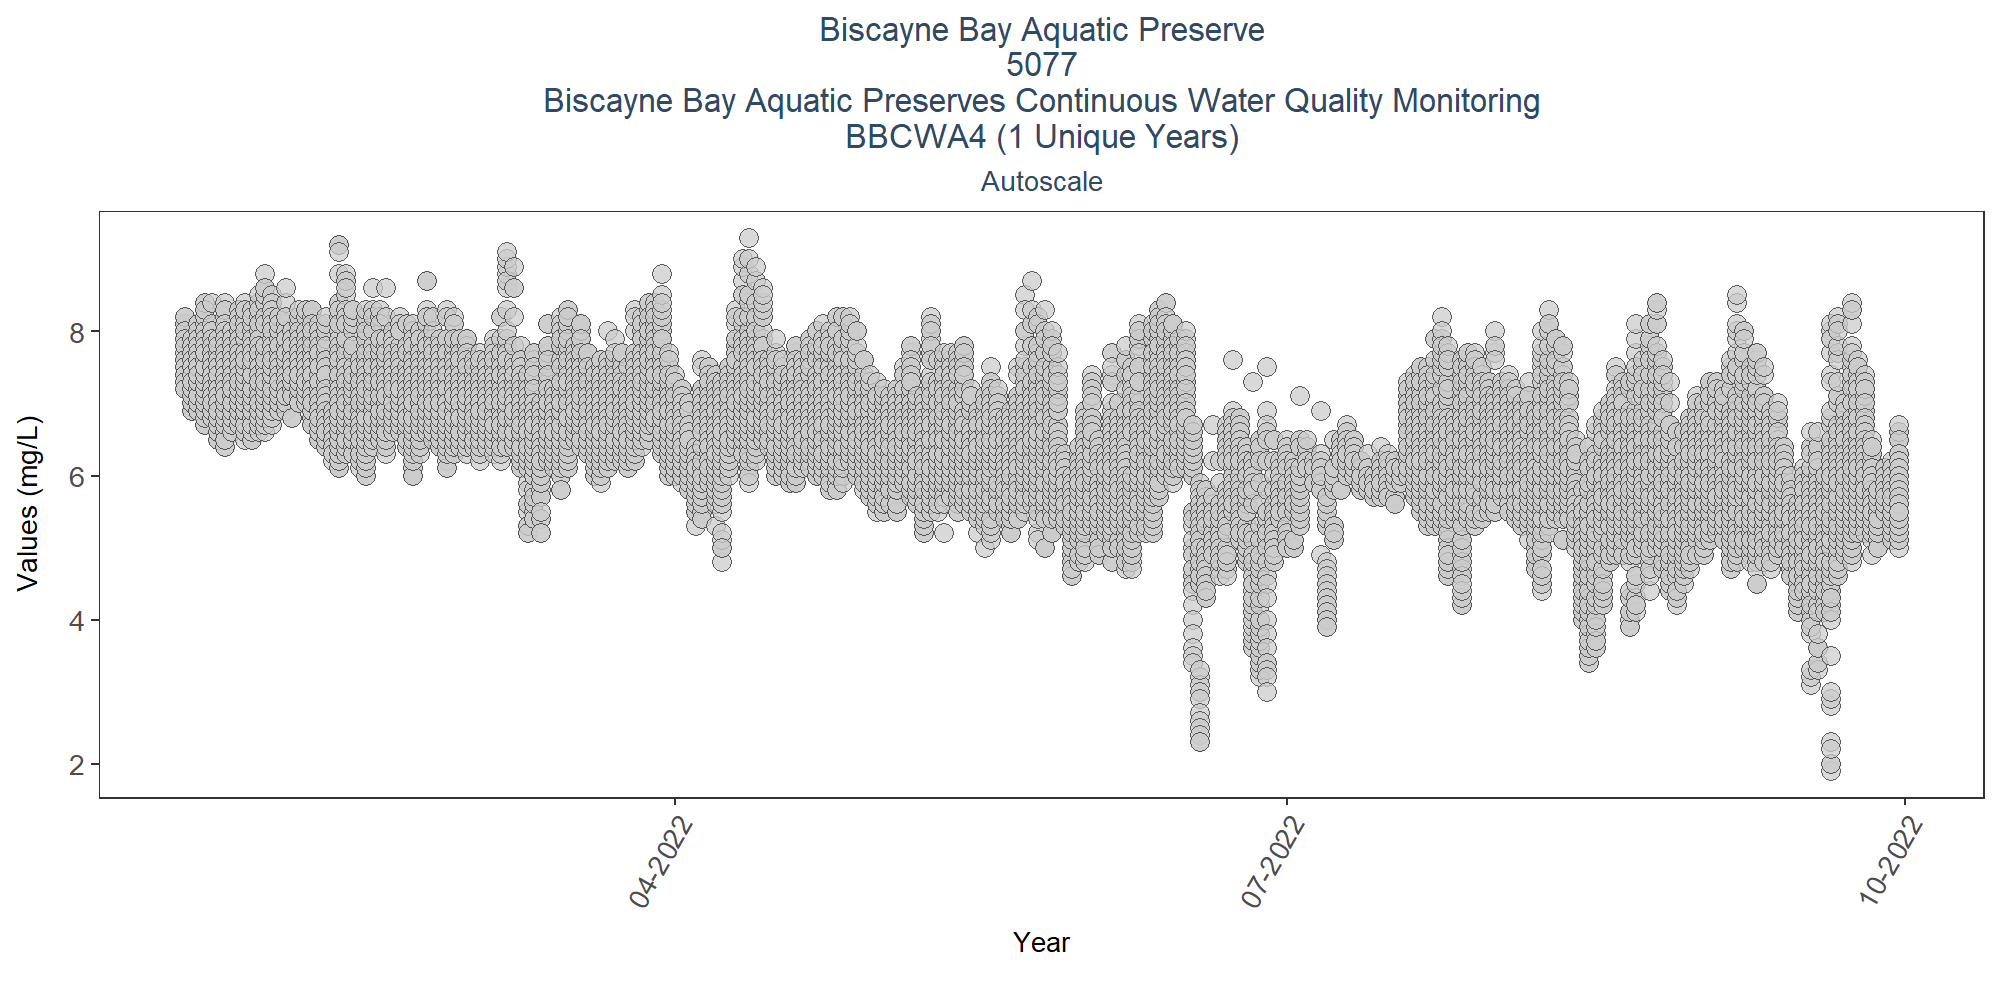 Biscayne Bay Aquatic Preserve
5077
Biscayne Bay Aquatic Preserves Continuous Water Quality Monitoring
BBCWA4 (1 Unique Years)
Autoscale
Values (mg/L)
8
6
4
2
04-2022
07-2022
10-2022
Year